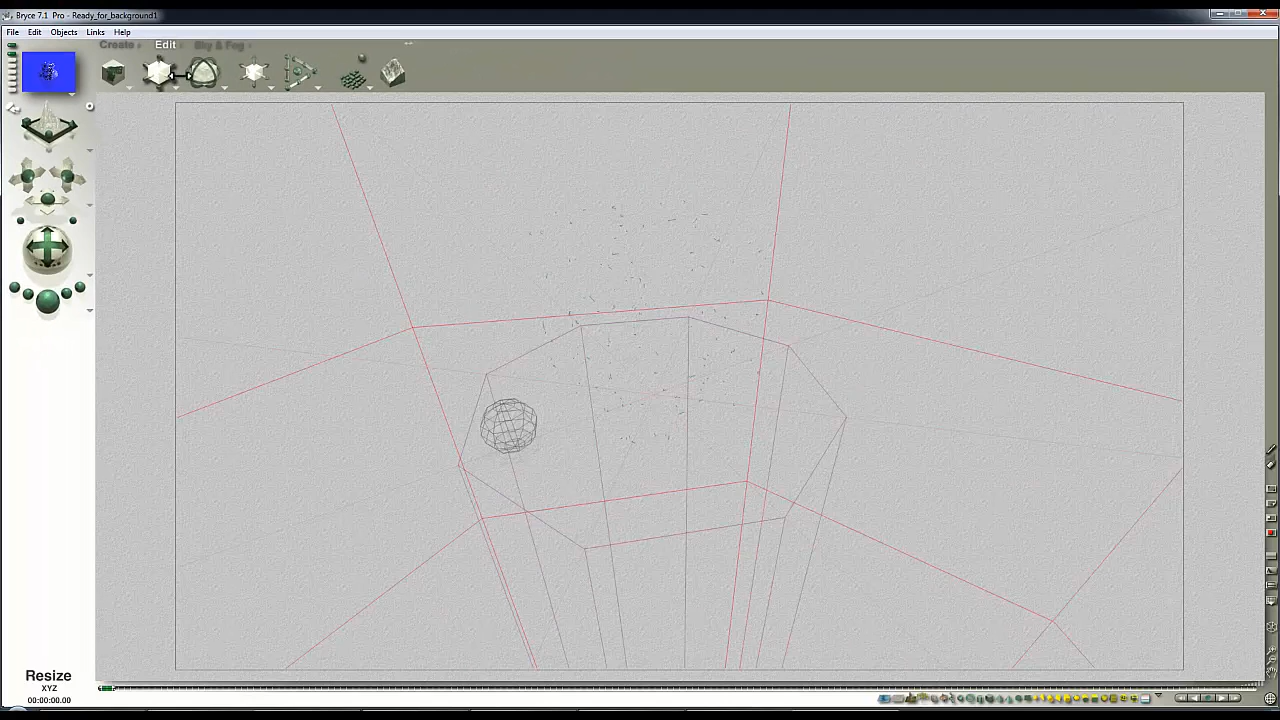 Bryce 7.1 Pro - Ready_for_background1
File Edit Objects Links Help
Create Edit Sky & Fog
Resize
XYZ
00:00:00.00